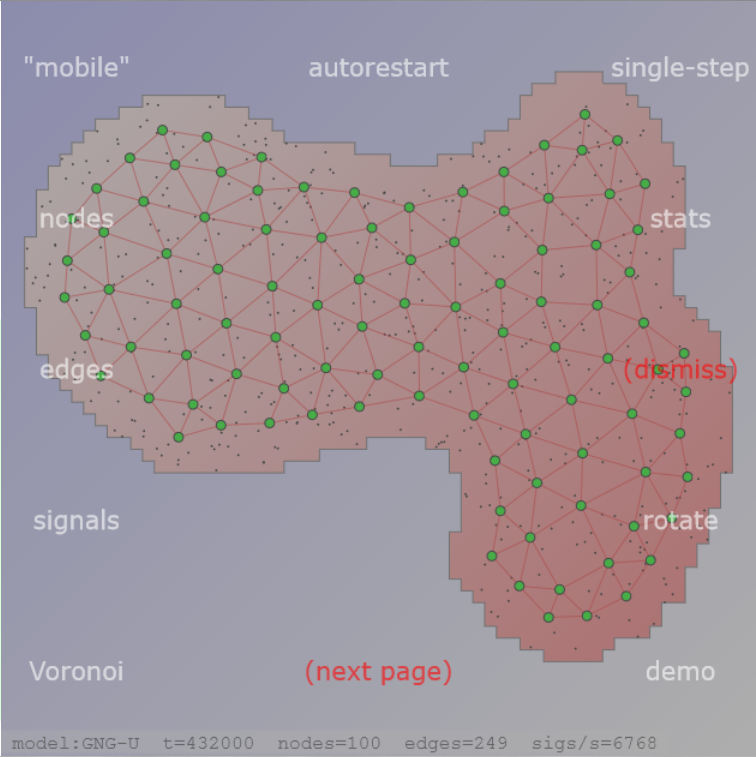 "mobile" autorestart single-step
nodes stats
edges (dismiss)
signals rotate
Voronoi (next page) demo
model:GNG-U t=432000 nodes=100 edges=249 sigs/s=6768